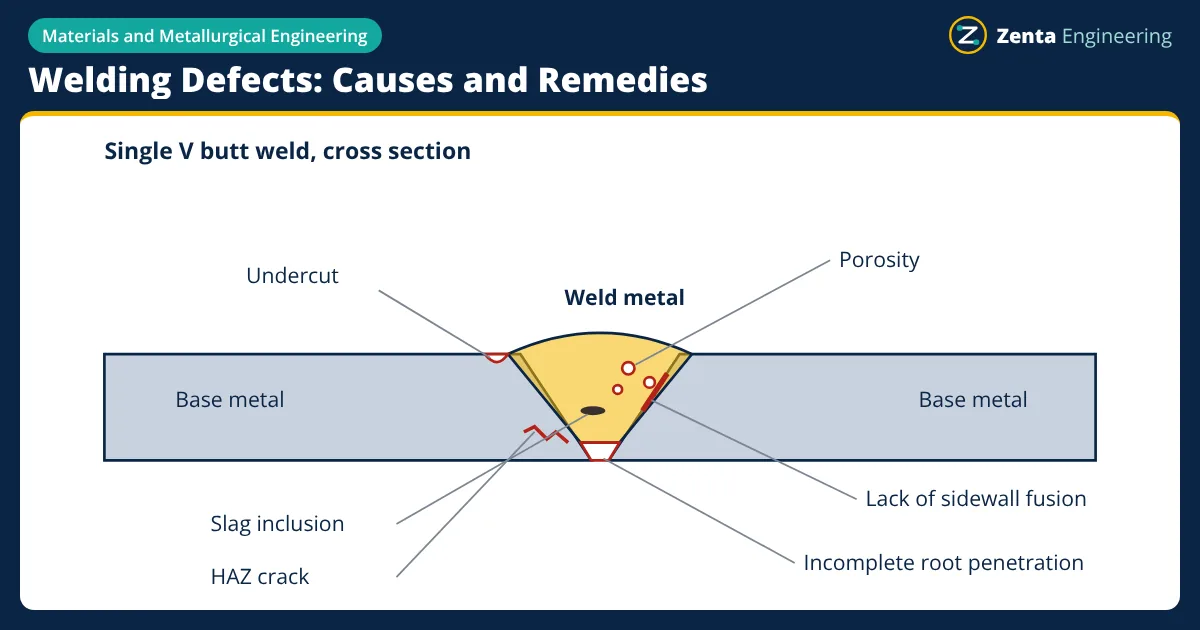 Materials and Metallurgical Engineering
Zenta Engineering
Welding Defects: Causes and Remedies
Single V butt weld, cross section
Undercut
Porosity
Weld metal
Base metal
Base metal
Slag inclusion
Lack of sidewall fusion
HAZ crack
Incomplete root penetration